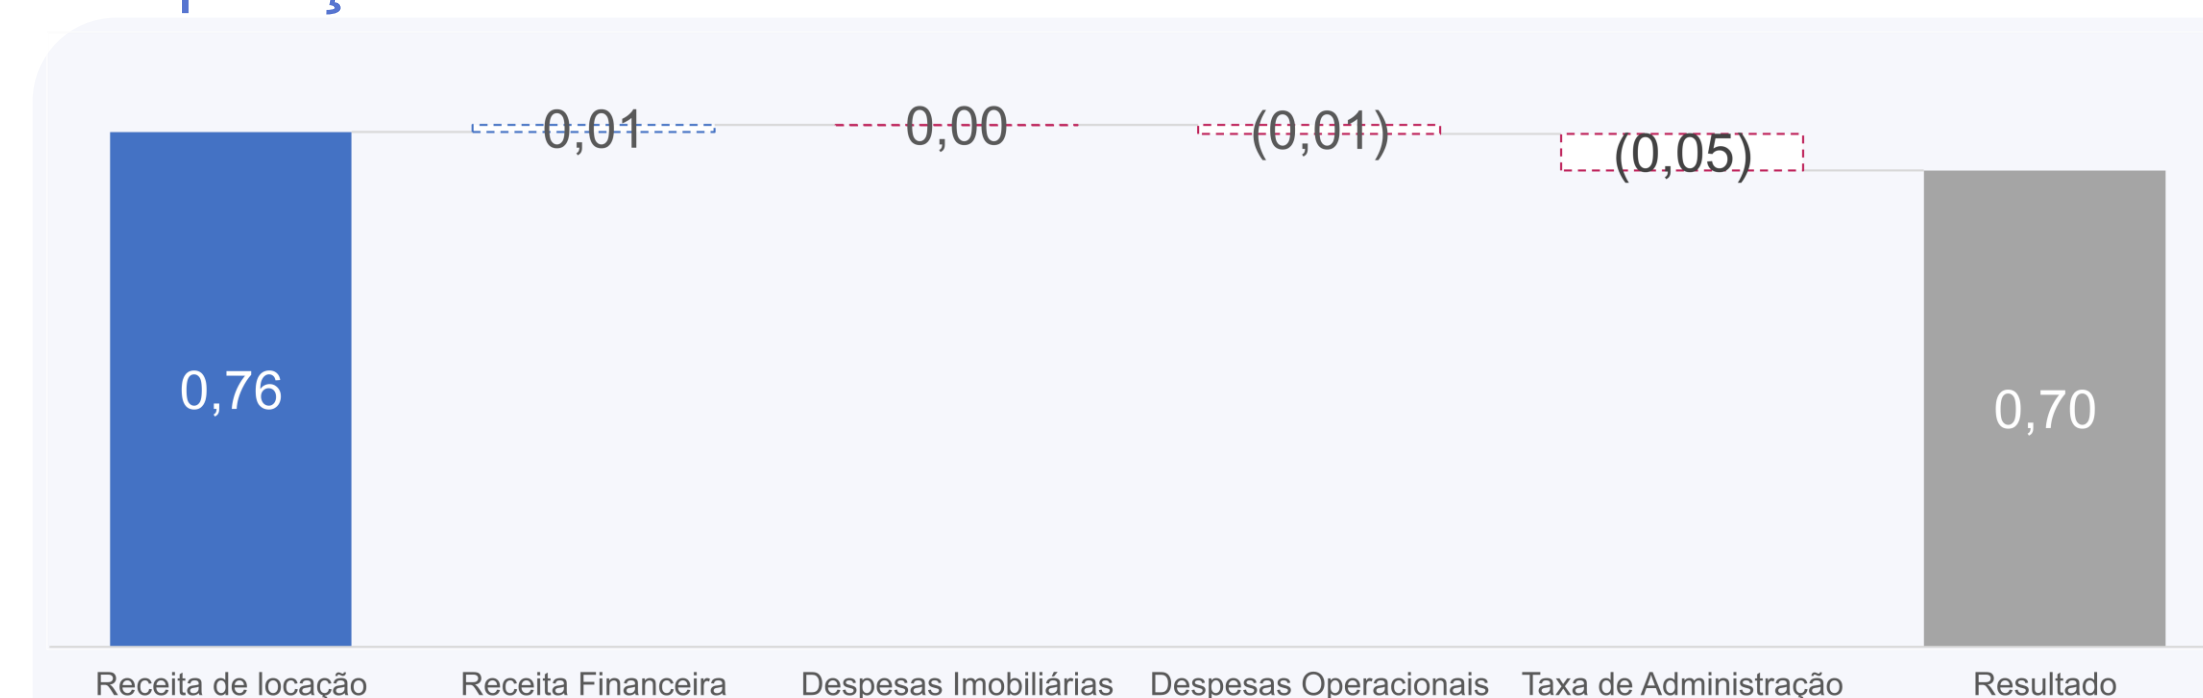 0,01
0,00
(0,01)
(0,05)
0,76
0,70
Receita de locação
Receita Financeira
Despesas Imobiliárias
Despesas Operacionais
Taxa de Administração
Resultado